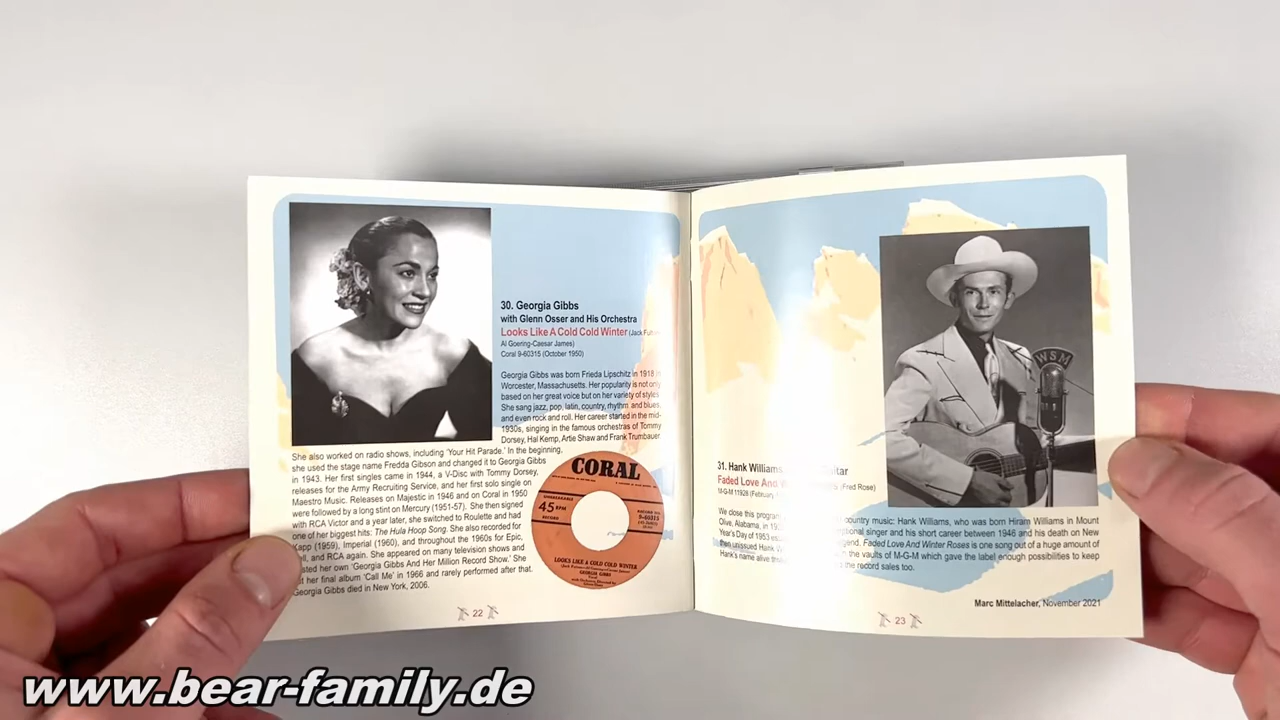 30. Georgia Gibbs
with Glenn Osser and His Orchestra
Looks Like A Cold Cold Winter (Jack
Al Goering-Caesar James)
Coral 9-60315 (October 1950)
Georgia Gibbs was born Frieda Lipschitz in 1918 in
Worcester, Massachusetts. Her popularity is not only
based on her great voice but on her variety of styles.
She sang jazz, pop, latin, country, rhythm and blues,
and even rock and roll. Her career started in the mid-
1930s, singing in the famous orchestras of Tommy
Dorsey, Hal Kemp, Artie Shaw and Frank Trumbauer.
She also worked on radio shows, including 'Your Hit Parade.' In the beginning,
she used the stage name Fredda Gibson and changed it to Georgia Gibbs
in 1943. Her first singles came in 1944, a V-Disc with Tommy Dorsey,
releases for the Army Recruiting Service, and her first solo single on
Maestro Music. Releases on Majestic in 1946 and on Coral in 1950
were followed by a long stint on Mercury (1951-57). She then signed
with RCA Victor and a year later, she switched to Roulette and had
one of her biggest hits: The Hula Hoop Song. She also recorded for
Kapp (1959), Imperial (1960), and throughout the 1960s for Epic,
and RCA again. She appeared on many television shows and
her own 'Georgia Gibbs And Her Million Record Show.' She
her final album 'Call Me' in 1966 and rarely performed after that.
Georgia Gibbs died in New York, 2006.
CORAL
UNBREAKABLE
45 RPM
RECORD
RECORD NO.
9-60315
LOOKS LIKE A COLD COLD WINTER
GEORGIA GIBBS
22
WSM
31. Hank Williams, Guitar
Faded Love And (Fred Rose)
M-G-M 11928 (February
We close this program country music: Hank Williams, who was born Hiram Williams in Mount
Olive, Alabama, in singer and his short career between 1946 and his death on New
Year's Day of 1953 Faded Love And Winter Roses is one song out of a huge amount of
then unissued Hank the vaults of M-G-M which gave the label enough possibilities to keep
Hank's name alive the record sales too.
Marc Mittelacher, November 2021
23
www.bear-family.de